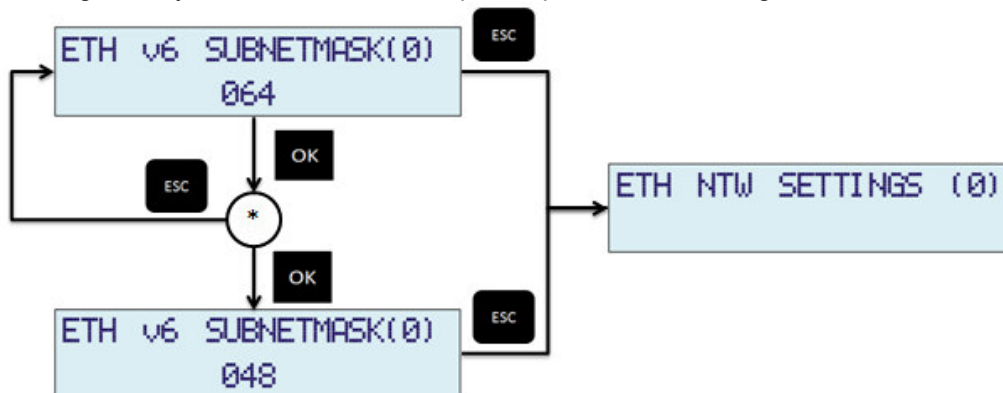 ETH v6 SUBNETMASK(0)
064
ESC
OK
ESC
*
OK
ETH NTW SETTINGS (0)
ETH v6 SUBNETMASK(0)
048
ESC